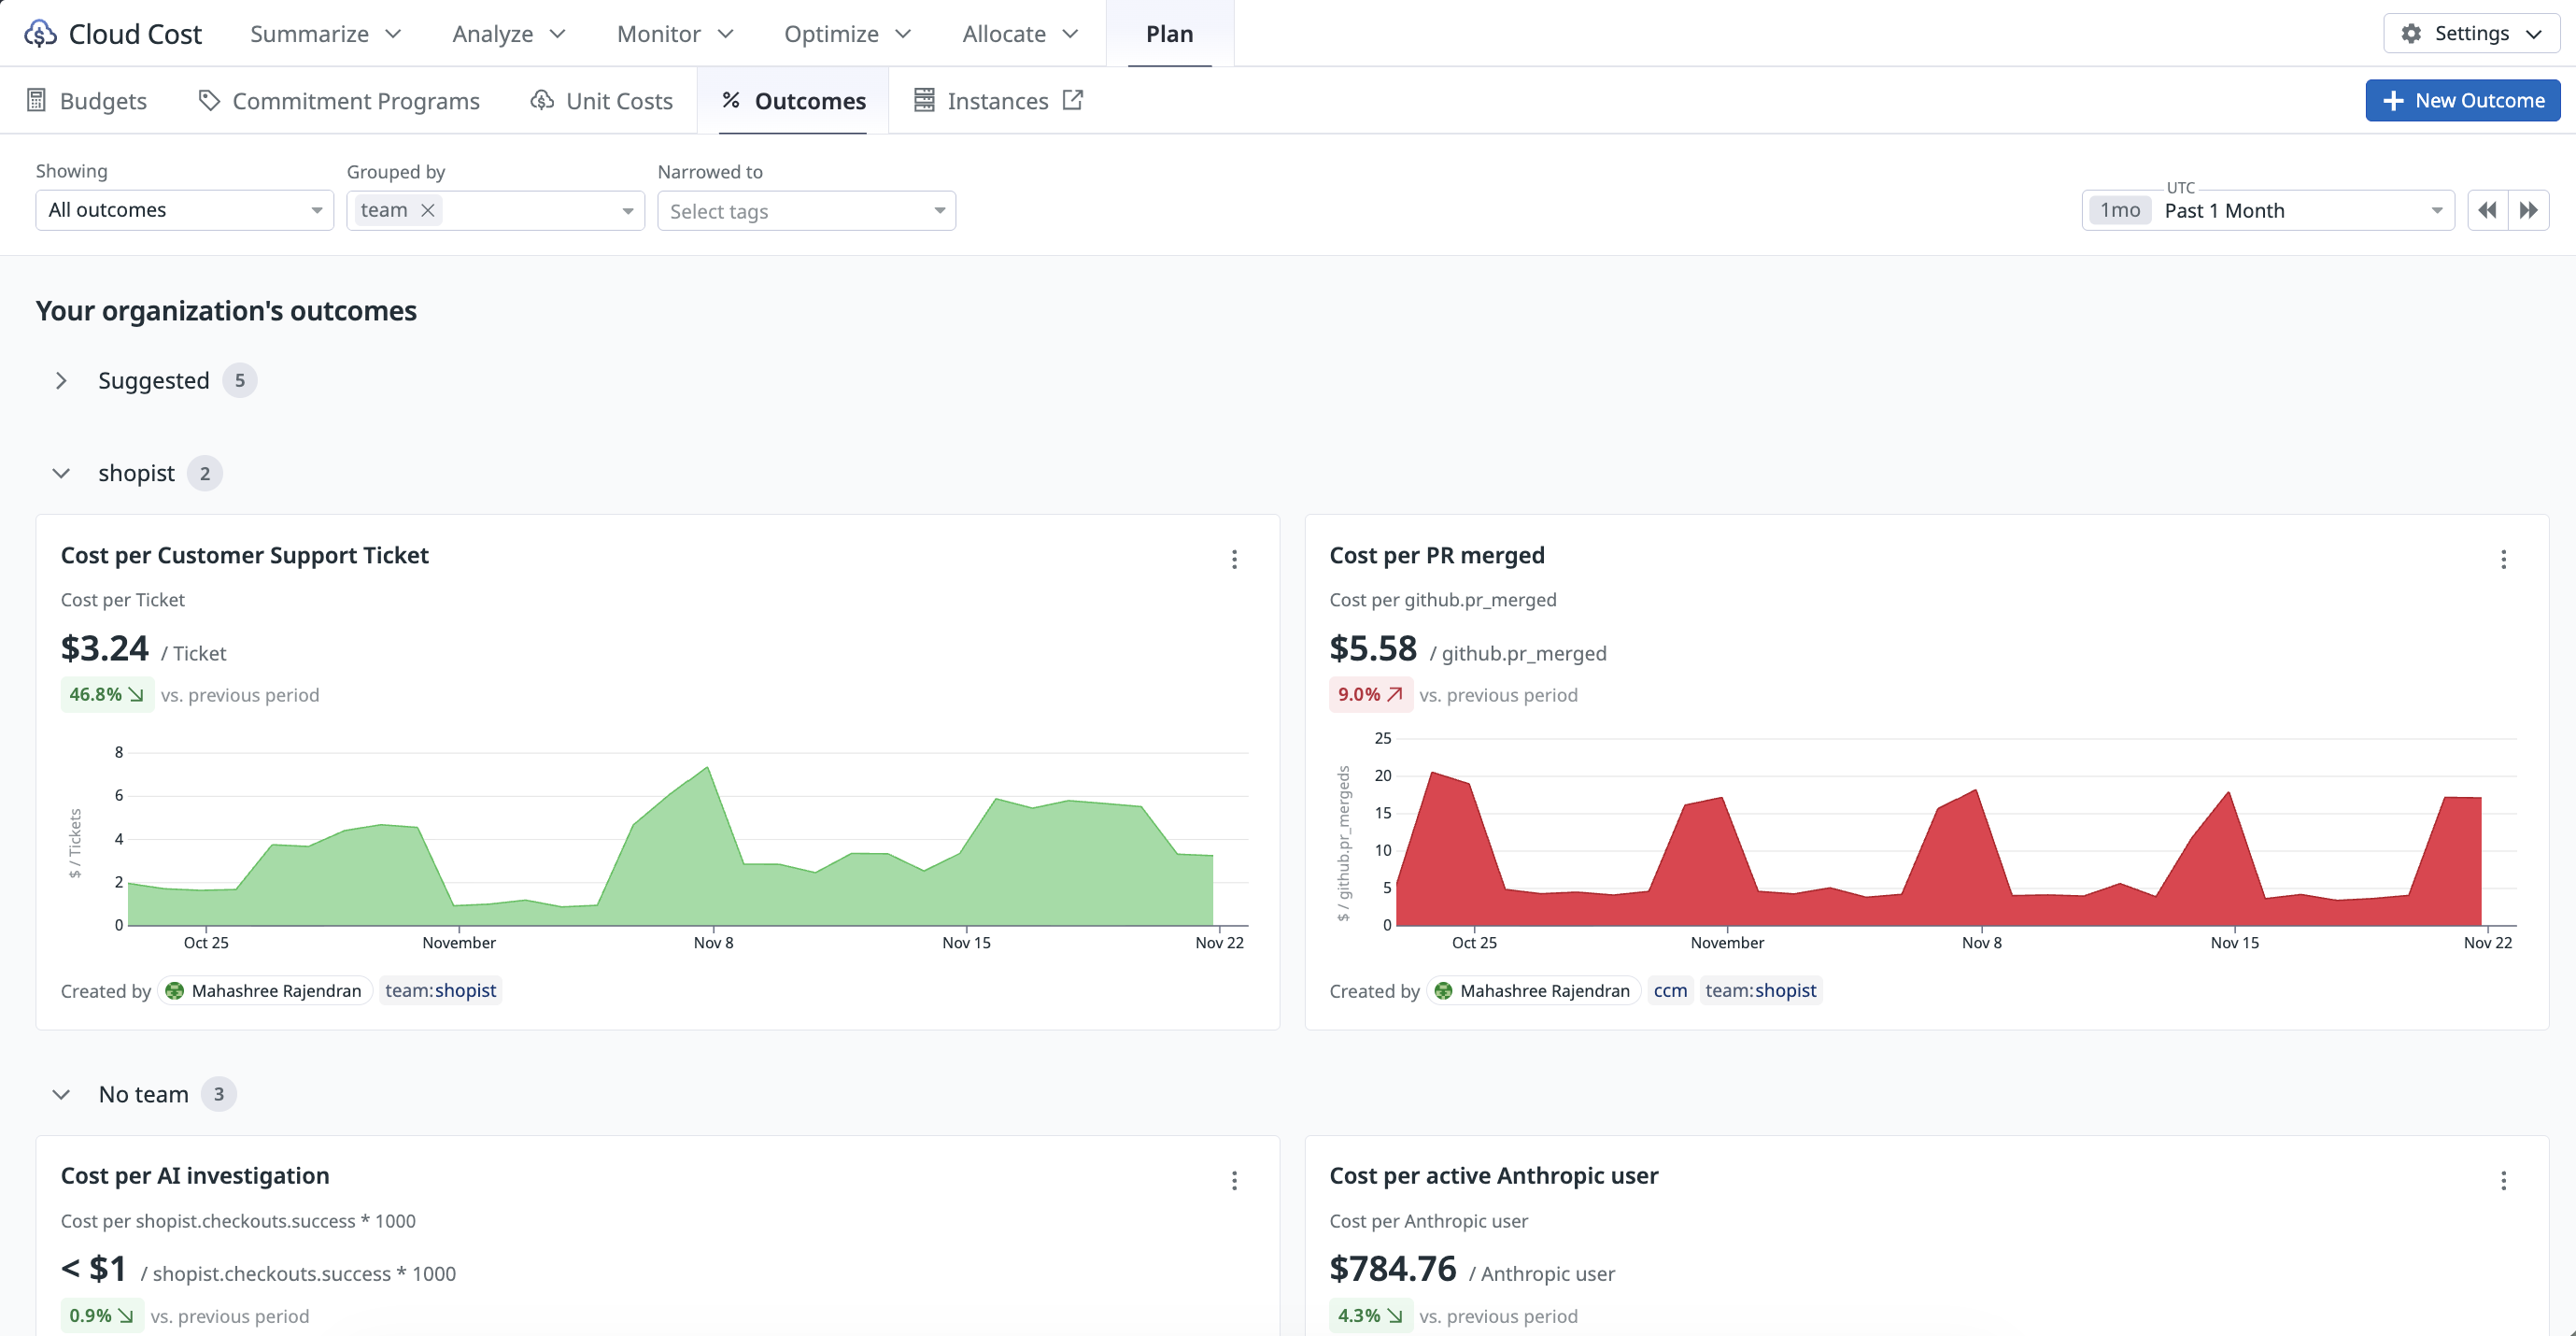 Cloud Cost Summarize Analyze Monitor Optimize Allocate Plan Settings
Budgets Commitment Programs Unit Costs % Outcomes Instances + New Outcome
Showing Grouped by Narrowed to UTC
All outcomes team Select tags 1mo Past 1 Month
Your organization's outcomes
Suggested 5
shopist 2
Cost per Customer Support Ticket
Cost per Ticket
$3.24 / Ticket
46.8% vs. previous period
8
6
4
2
0
$ / Tickets
Oct 25 November Nov 8 Nov 15 Nov 22
Created by Mahashree Rajendran team:shopist
Cost per PR merged
Cost per github.pr_merged
$5.58 / github.pr_merged
9.0% vs. previous period
25
20
15
10
5
0
$ / github.pr_mergeds
Oct 25 November Nov 8 Nov 15 Nov 22
Created by Mahashree Rajendran ccm team:shopist
No team 3
Cost per AI investigation
Cost per shopist.checkouts.success * 1000
< $1 / shopist.checkouts.success * 1000
0.9% vs. previous period
Cost per active Anthropic user
Cost per Anthropic user
$784.76 / Anthropic user
4.3% vs. previous period